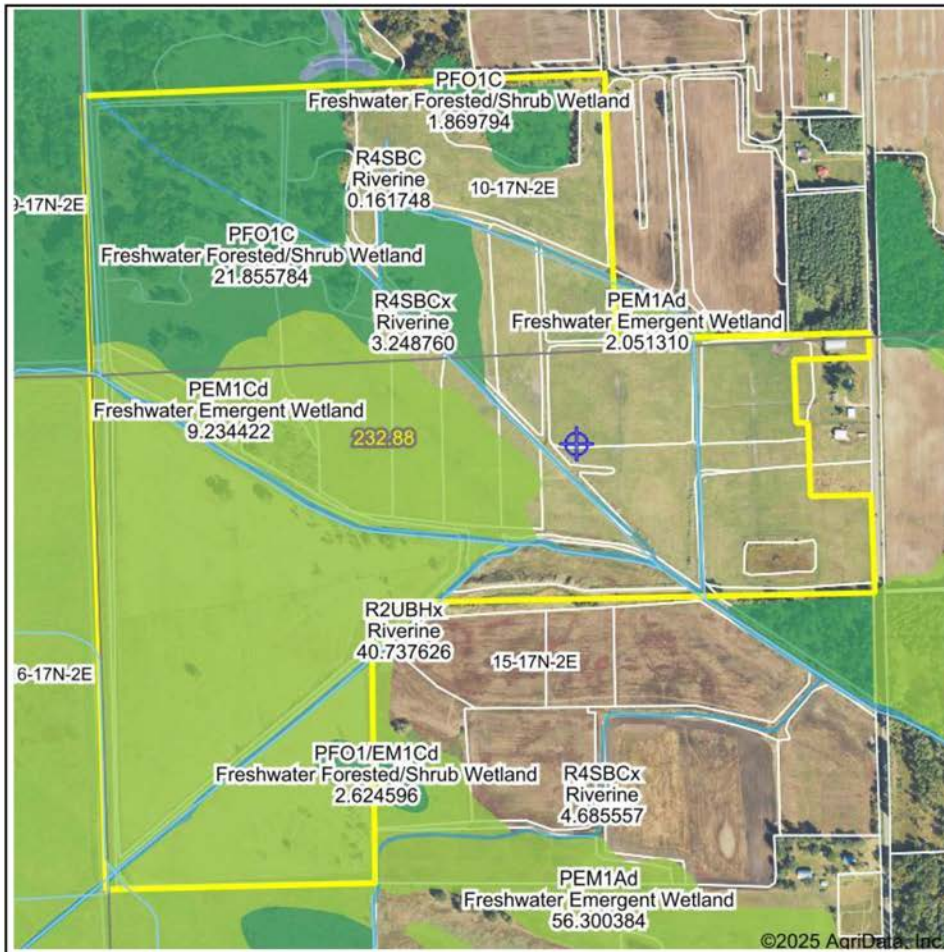 PFO1C
Freshwater Forested/Shrub Wetland
1.869794
R4SBC
Riverine
0.161748
10-17N-2E
9-17N-2E
PFO1C
Freshwater Forested/Shrub Wetland
21.855784
R4SBCx
Riverine
3.248760
PEM1Ad
Freshwater Emergent Wetland
2.051310
PEM1Cd
Freshwater Emergent Wetland
9.234422
232.88
R2UBHx
Riverine
40.737626
15-17N-2E
6-17N-2E
PFO1/EM1Cd
Freshwater Forested/Shrub Wetland
2.624596
R4SBCx
Riverine
4.685557
PEM1Ad
Freshwater Emergent Wetland
56.300384
©2025 AgriData, Inc.